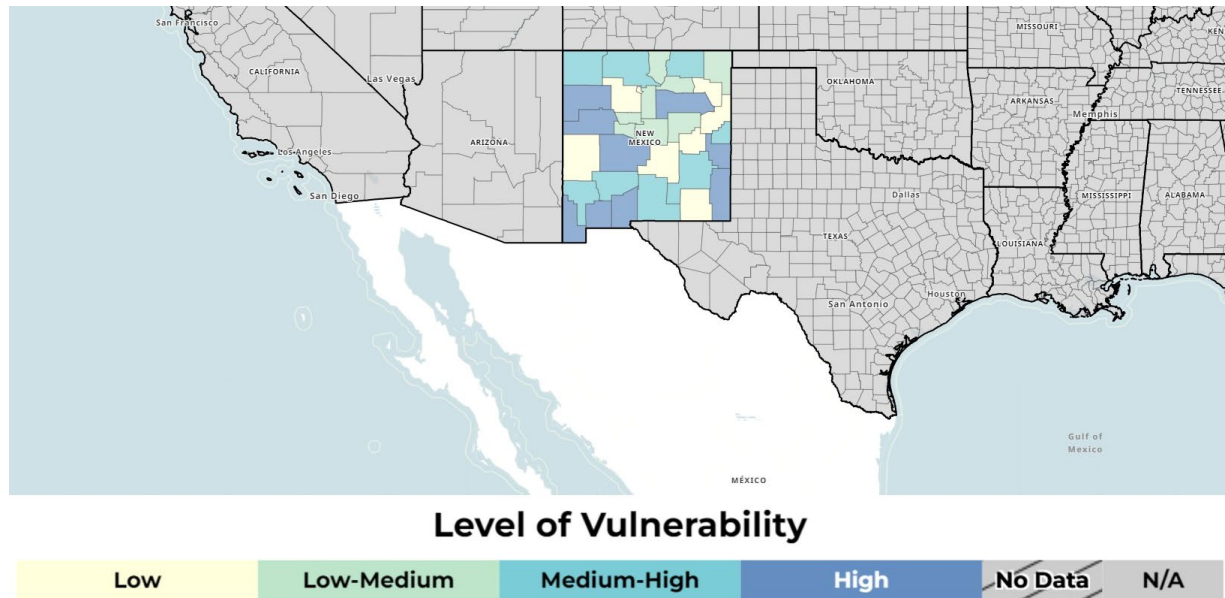 San Francisco
MISSOURI
KEN
CALIFORNIA
Las Vegas
OKLAHOMA
TENNESSEE
ARKANSAS
Memphis
NEW
MEXICO
ARIZONA
Los Angeles
San Diego
Dallas
MISSISSIPPI
ALABAMA
TEXAS
LOUISIANA
San Antonio
Houston
Gulf of
Mexico
MÉXICO
Level of Vulnerability
Low Low-Medium Medium-High High No Data N/A